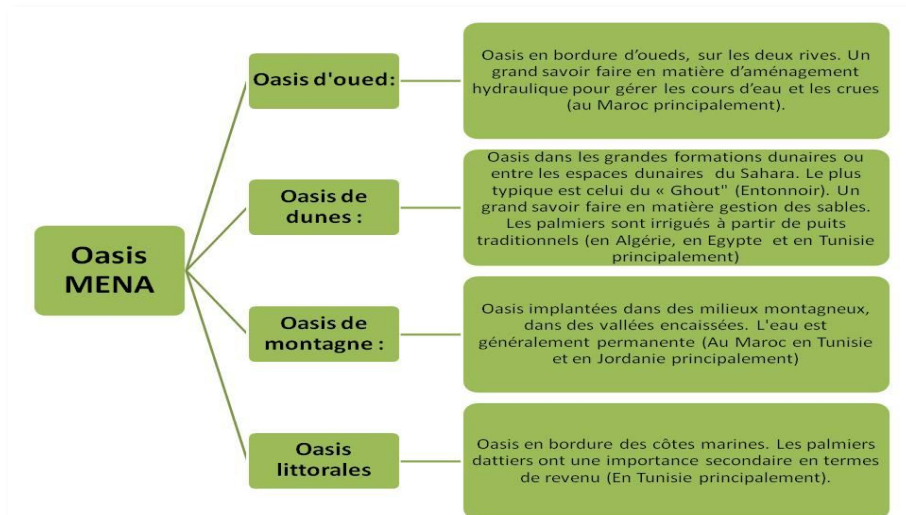 Oasis
MENA
Oasis d'oued:
Oasis en bordure d’oueds, sur les deux rives. Un
grand savoir faire en matière d’aménagement
hydraulique pour gérer les cours d’eau et les crues
(au Maroc principalement).
Oasis de
dunes :
Oasis dans les grandes formations dunaires ou
entre les espaces dunaires du Sahara. Le plus
typique est celui du « Ghout" (Entonnoir). Un
grand savoir faire en matière gestion des sables.
Les palmiers sont irrigués à partir de puits
traditionnels (en Algérie, en Egypte et en Tunisie
principalement)
Oasis de
montagne :
Oasis implantées dans des milieux montagneux,
dans des vallées encaissées. L'eau est
généralement permanente (Au Maroc en Tunisie
et en Jordanie principalement)
Oasis
littorales
Oasis en bordure des côtes marines. Les palmiers
dattiers ont une importance secondaire en termes
de revenu (En Tunisie principalement).